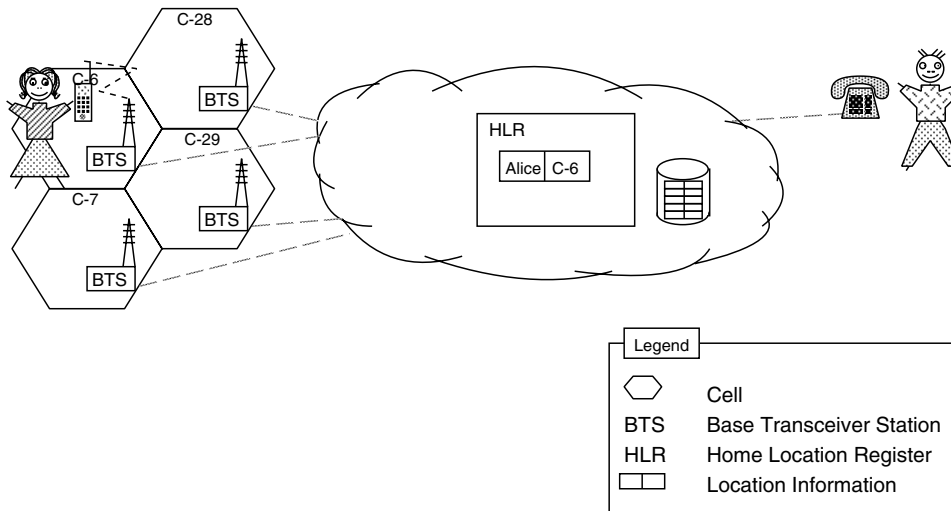 C-28
C-6
BTS
C-29
BTS
C-7
BTS
BTS
HLR
Alice C-6
Legend
Cell
BTS Base Transceiver Station
HLR Home Location Register
Location Information